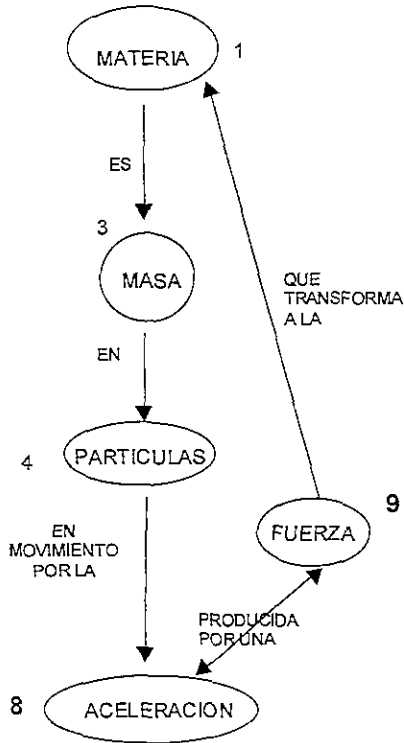 MATERIA 1
ES
3
MASA
QUE
TRANSFORMA
A LA
EN
4 PARTICULAS
9
FUERZA
EN
MOVIMIENTO
POR LA
PRODUCIDA
POR UNA
8 ACELERACION